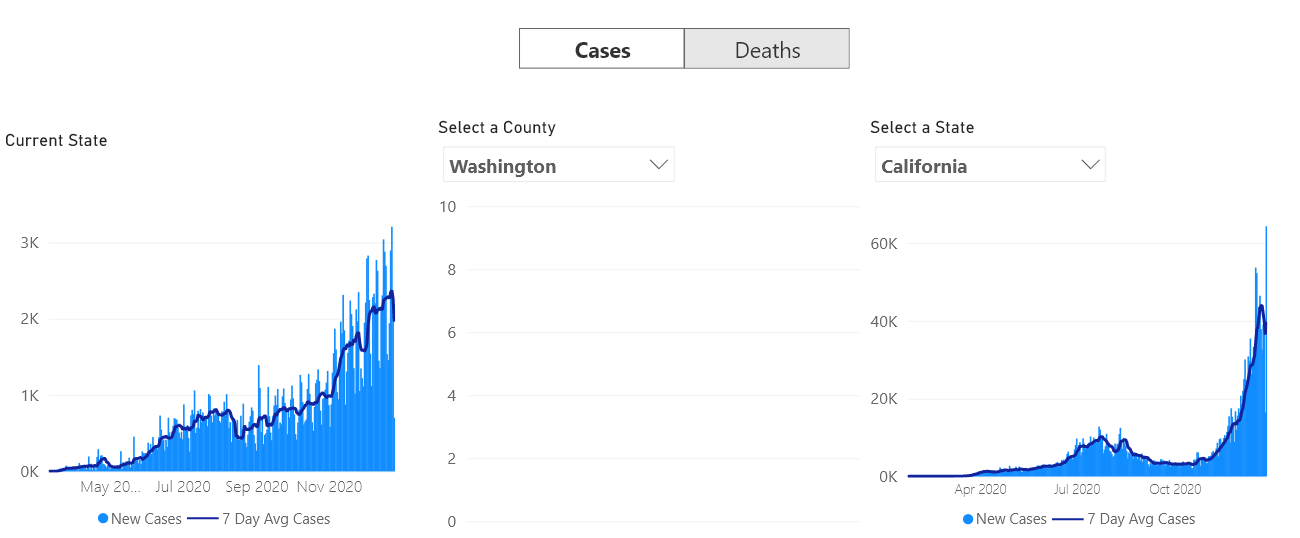 Cases
Deaths
Current State
3K
2K
1K
0K
May 20...
Jul 2020
Sep 2020
Nov 2020
New Cases
7 Day Avg Cases
Select a County
Washington
10
8
6
4
2
0
Select a State
California
60K
40K
20K
0K
Apr 2020
Jul 2020
Oct 2020
New Cases
7 Day Avg Cases